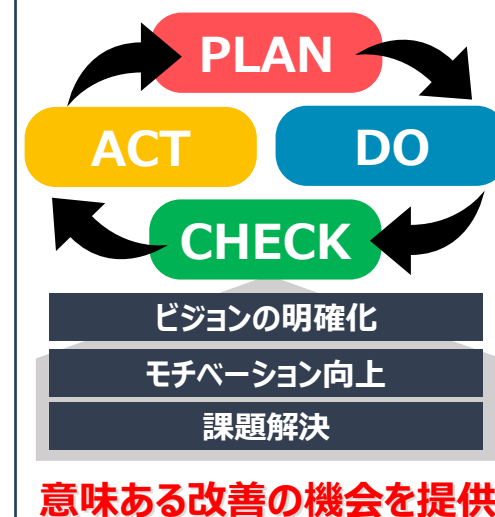 PLAN
ACT
DO
CHECK
ビジョンの明確化
モチベーション向上
課題解決
意味ある改善の機会を提供